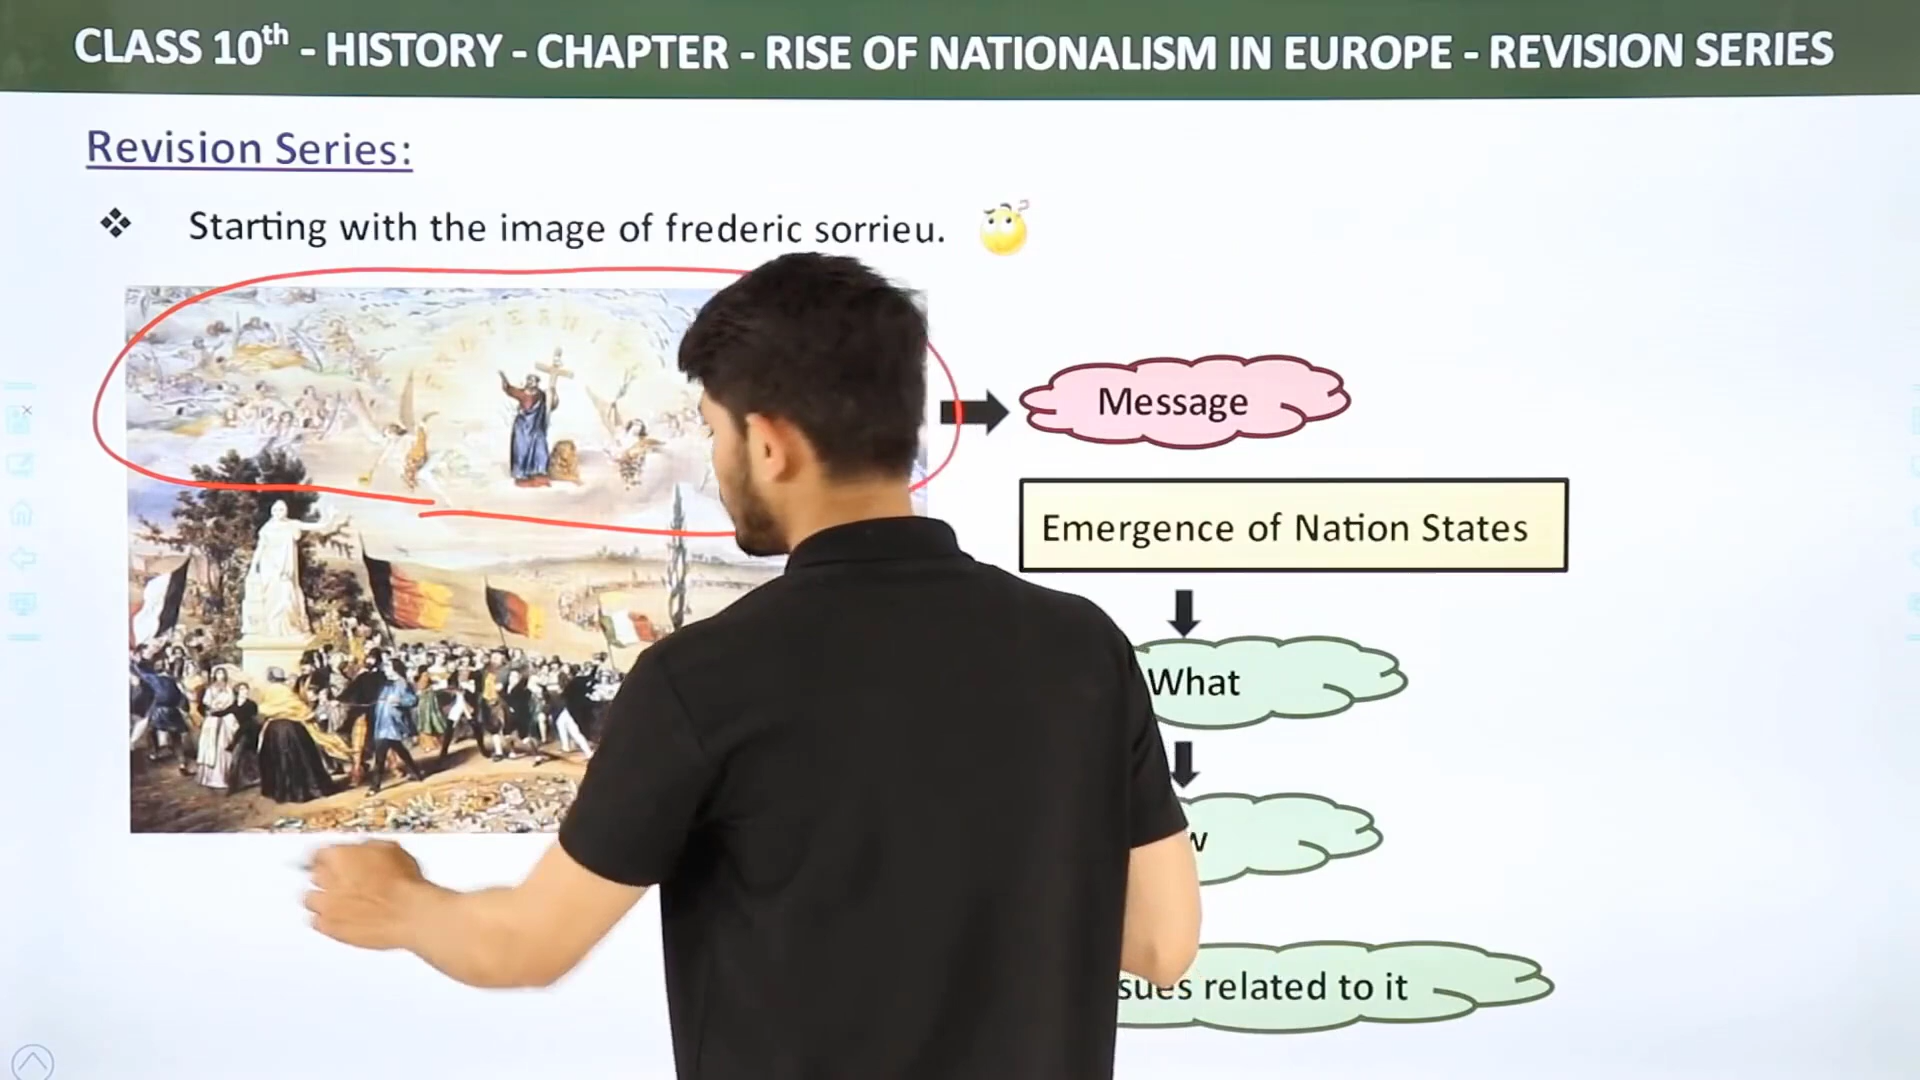 CLASS 10th - HISTORY - CHAPTER - RISE OF NATIONALISM IN EUROPE - REVISION SERIES
Revision Series:
❖ Starting with the image of frederic sorrieu.
Message
Emergence of Nation States
What
w
sues related to it